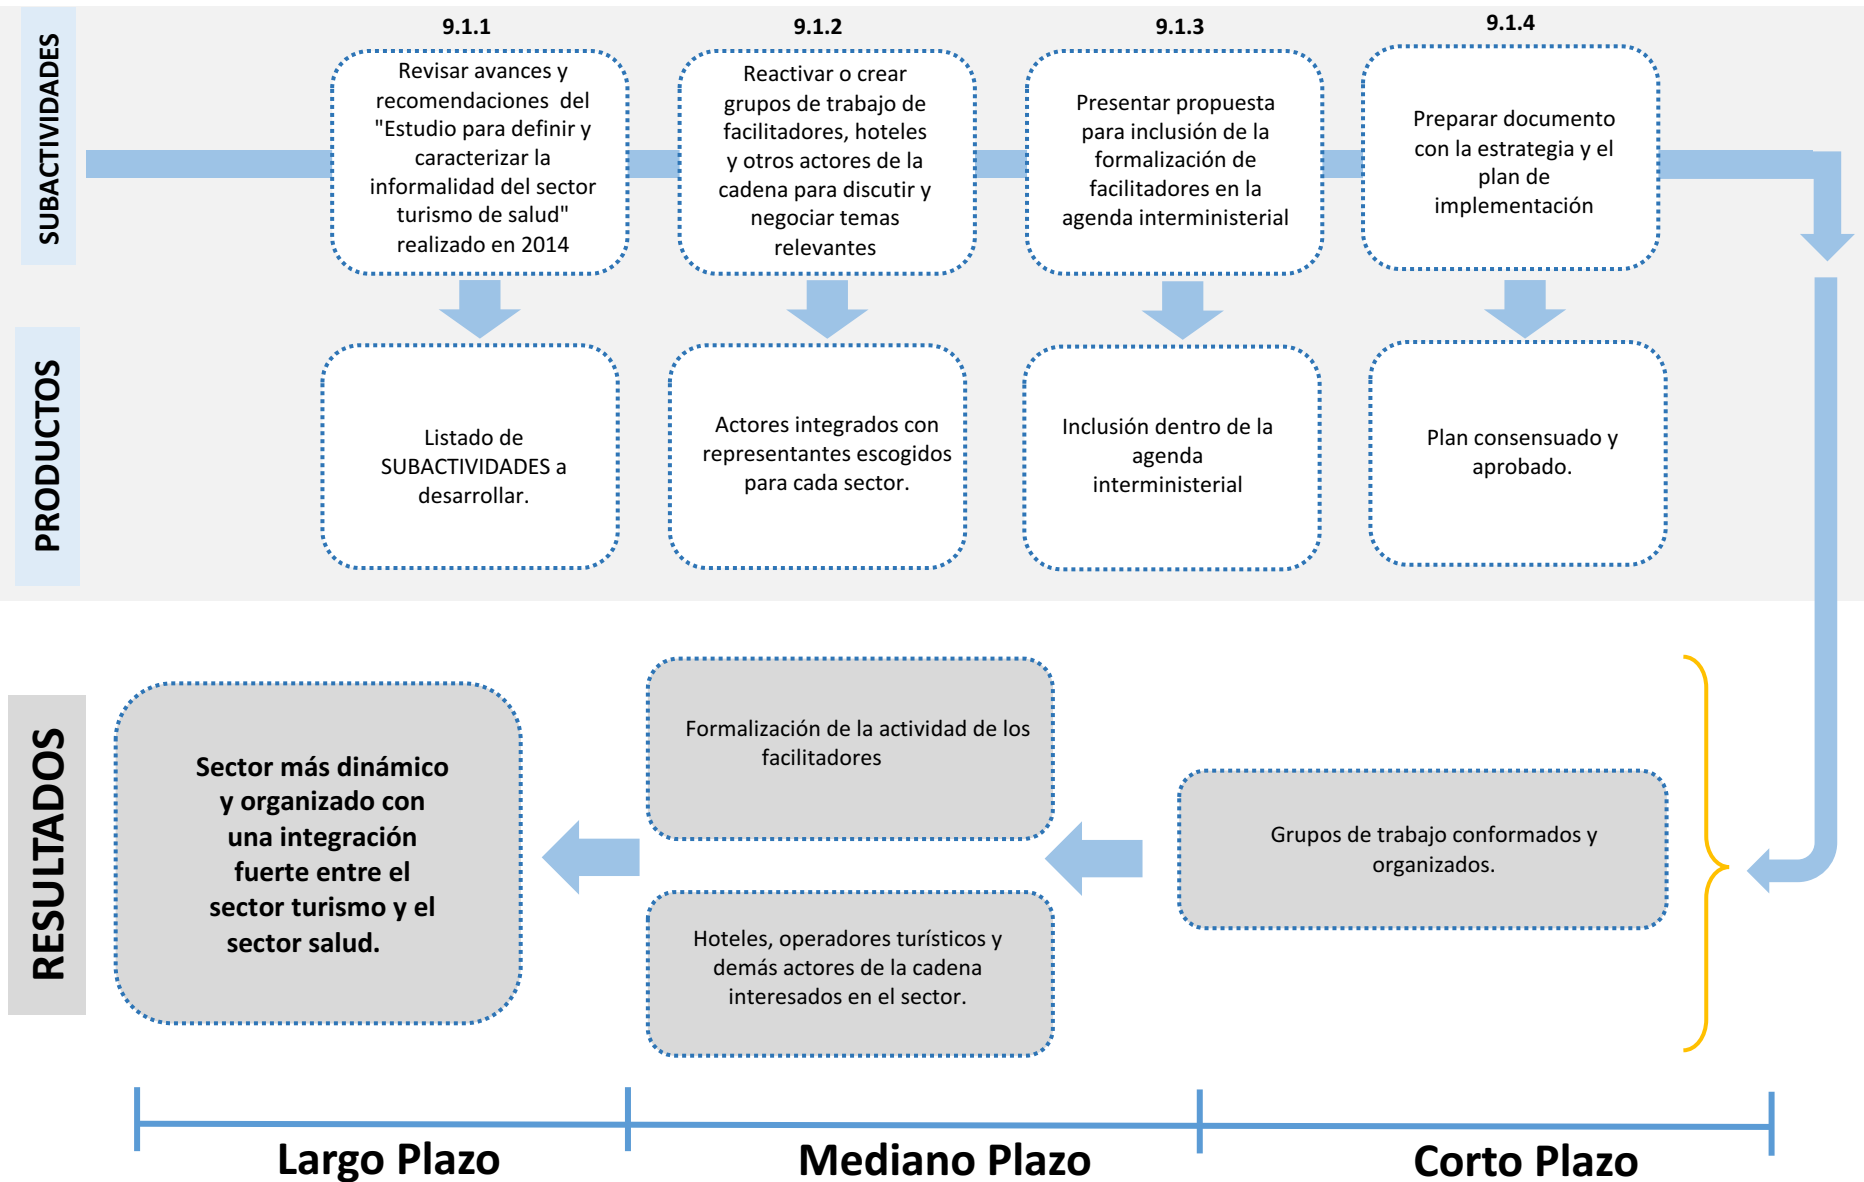 SUBACTIVIDADES
9.1.1
Revisar avances y
recomendaciones del
"Estudio para definir y
caracterizar la
informalidad del sector
turismo de salud"
realizado en 2014
9.1.2
Reactivar o crear
grupos de trabajo de
facilitadores, hoteles
y otros actores de la
cadena para discutir y
negociar temas
relevantes
9.1.3
Presentar propuesta
para inclusión de la
formalización de
facilitadores en la
agenda interministerial
9.1.4
Preparar documento
con la estrategia y el
plan de
implementación
PRODUCTOS
Listado de
SUBACTIVIDADES a
desarrollar.
Actores integrados con
representantes escogidos
para cada sector.
Inclusión dentro de la
agenda
interministerial
Plan consensuado y
aprobado.
RESULTADOS
Sector más dinámico
y organizado con
una integración
fuerte entre el
sector turismo y el
sector salud.
Formalización de la actividad de los
facilitadores
Hoteles, operadores turísticos y
demás actores de la cadena
interesados en el sector.
Grupos de trabajo conformados y
organizados.
Largo Plazo
Mediano Plazo
Corto Plazo